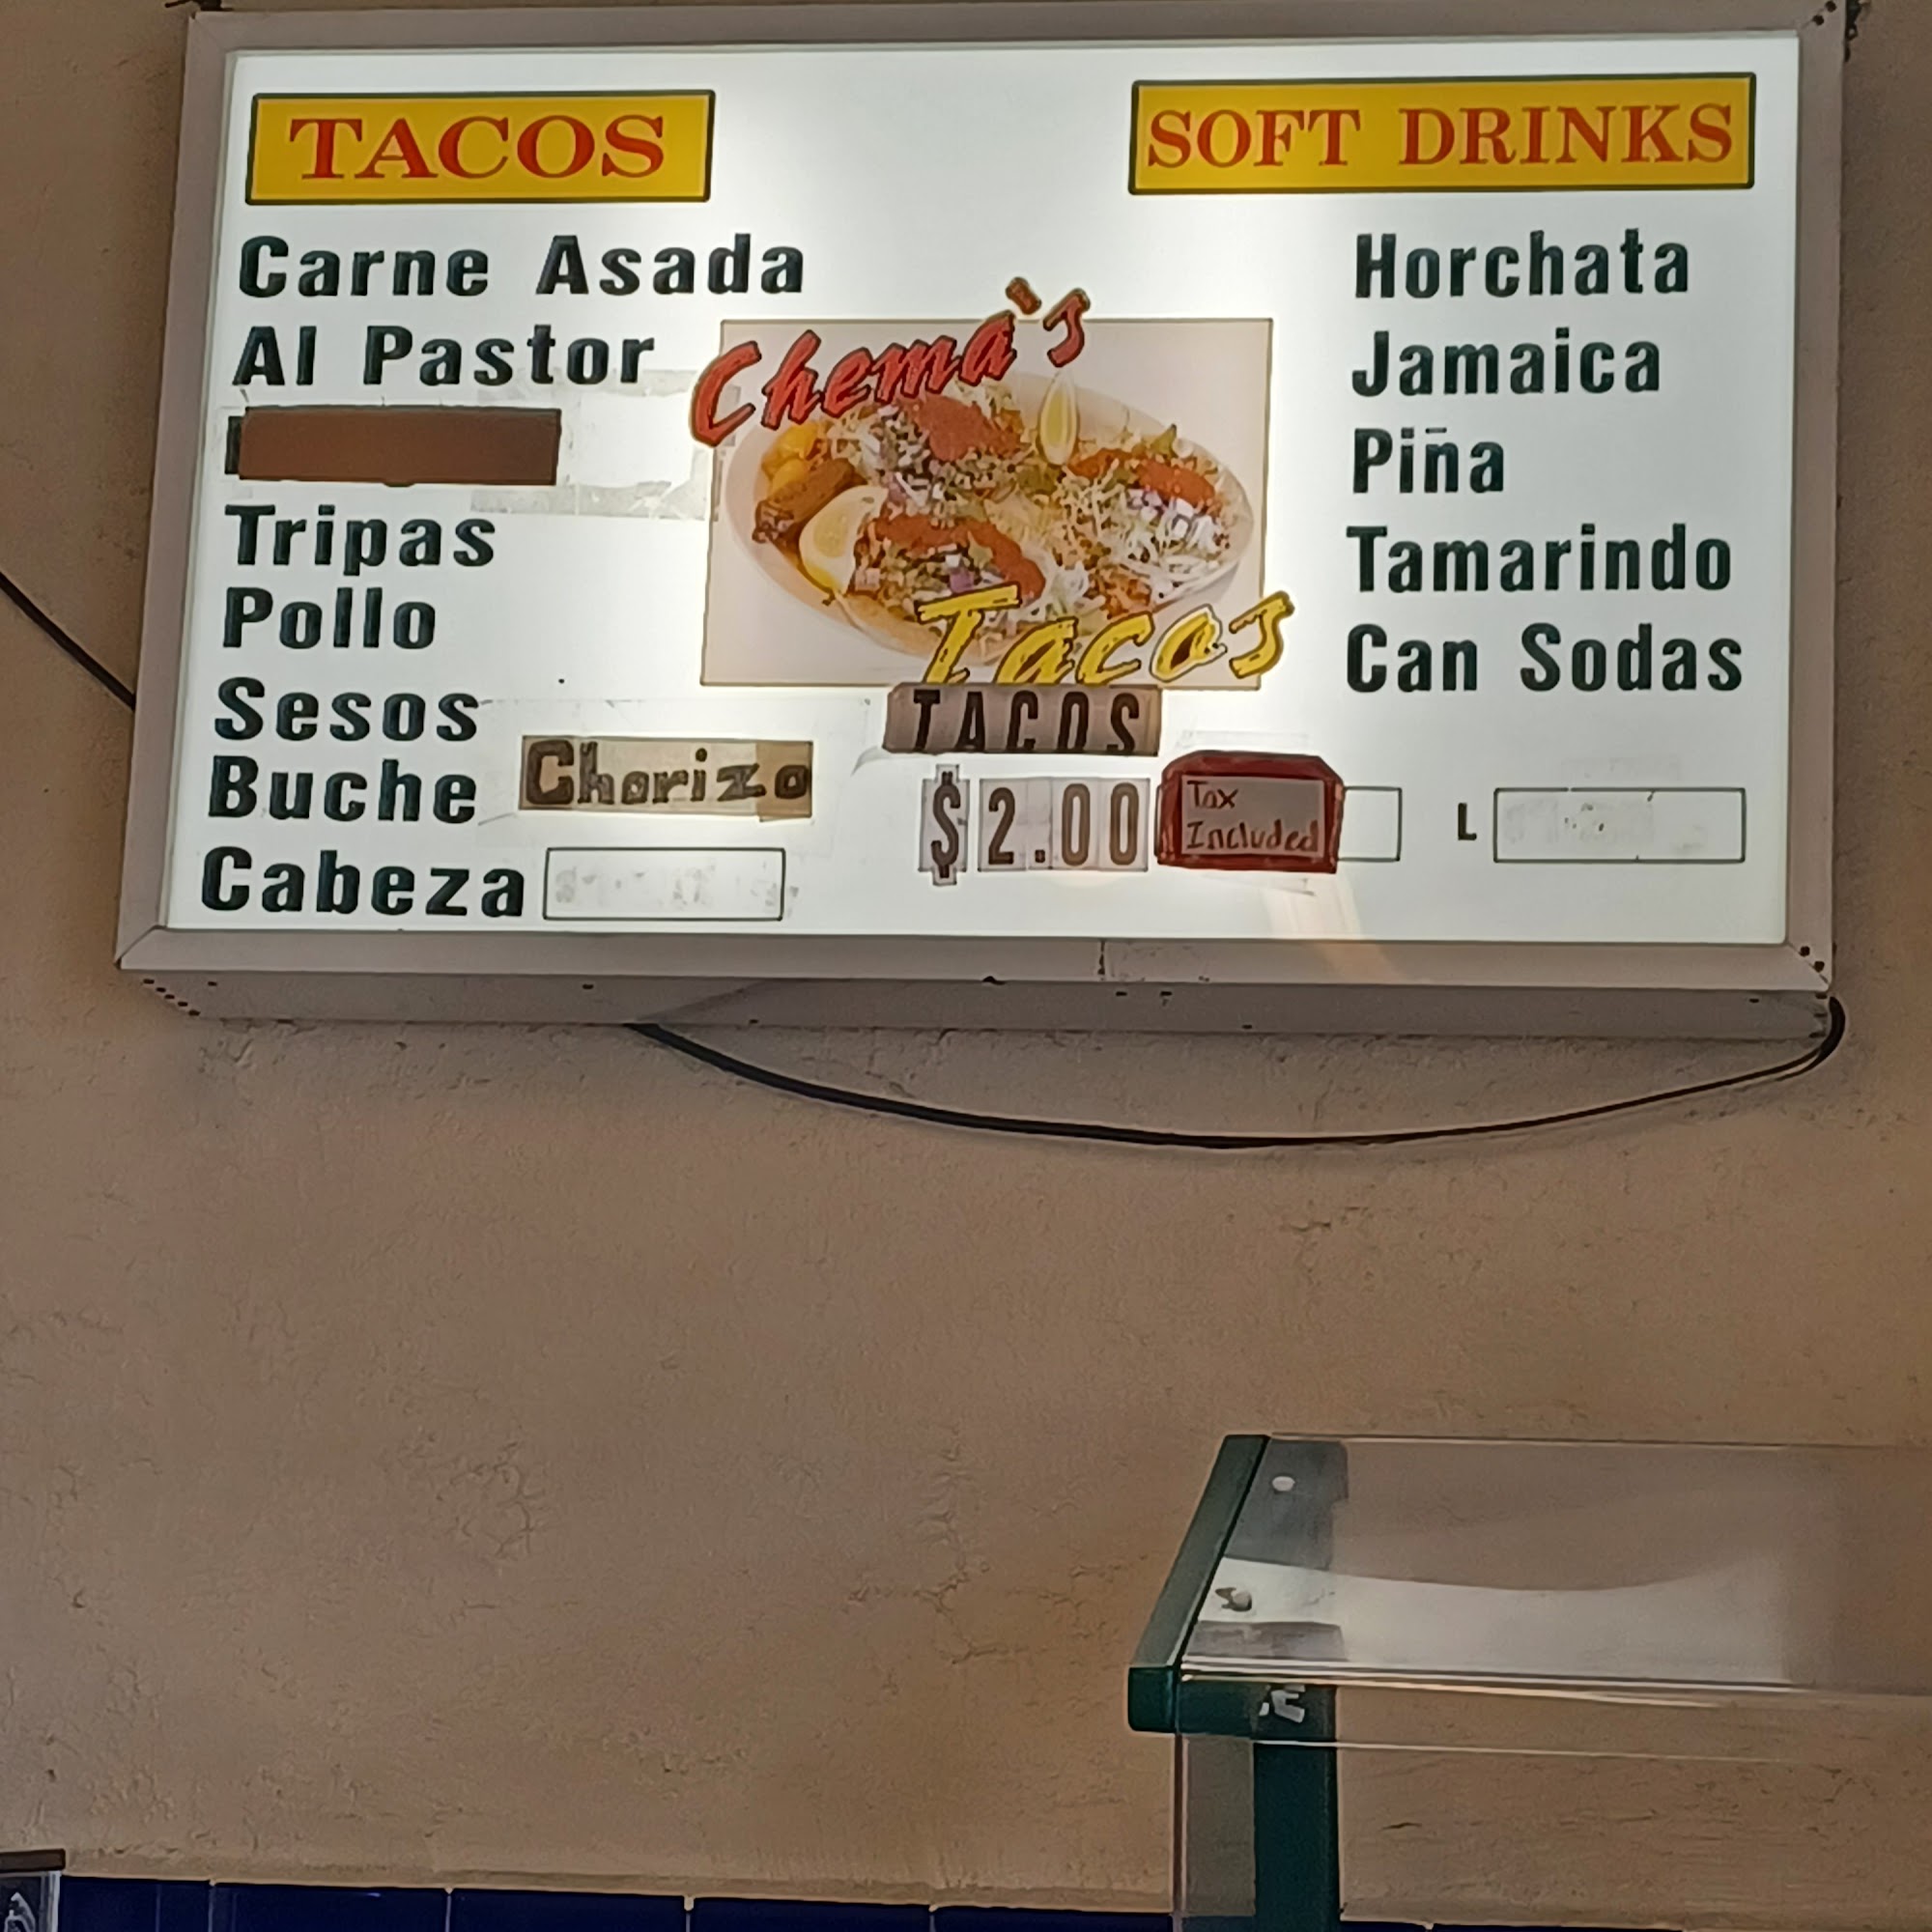 TACOS
Carne Asada
Al Pastor
Tripas
Pollo
Sesos
Buche Chorizo
Cabeza
Chema's
Tacos
TACOS
$2.00
Tax
Included
SOFT DRINKS
Horchata
Jamaica
Piña
Tamarindo
Can Sodas
L